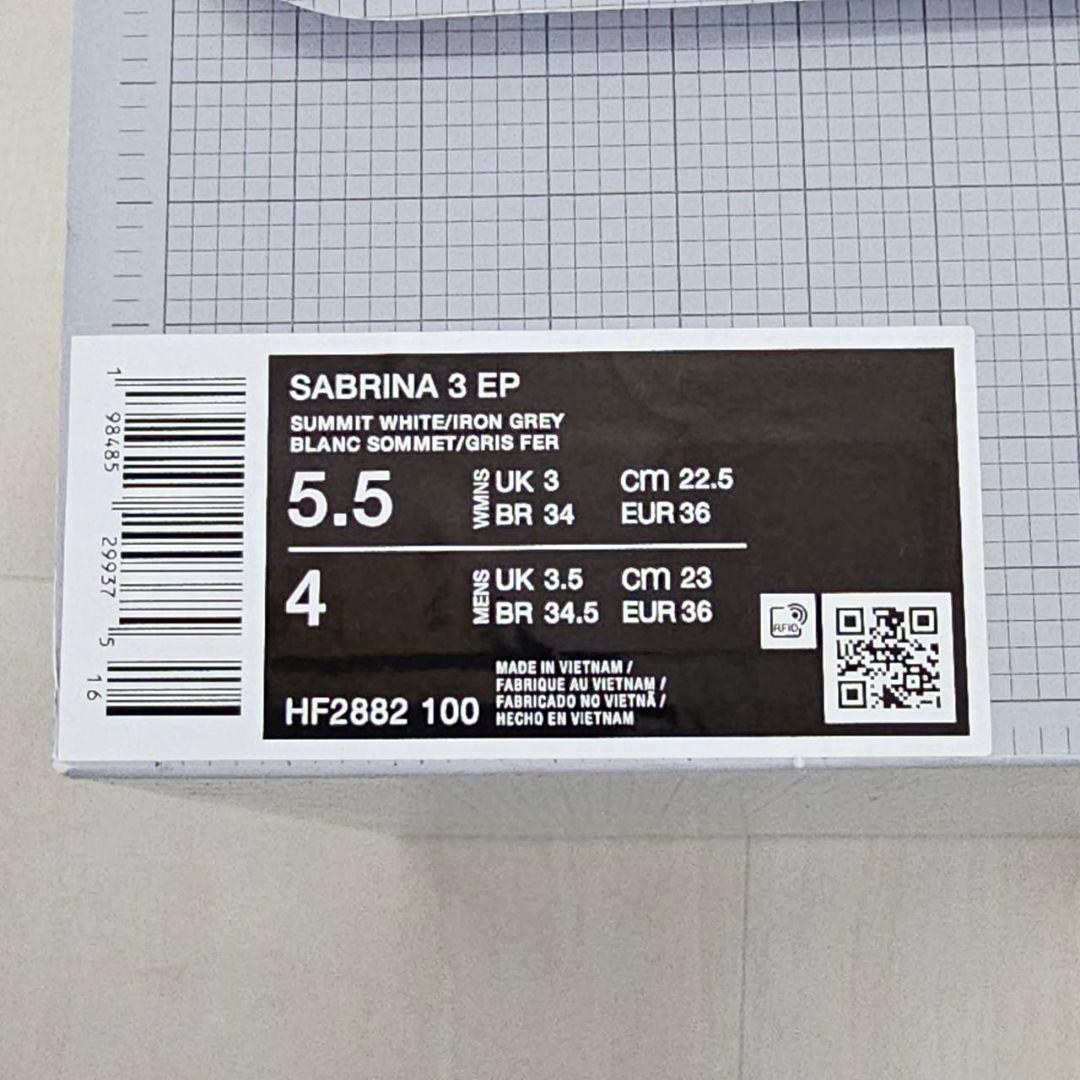 SABRINA 3 EP
SUMMIT WHITE/IRON GREY
BLANC SOMMET/GRIS FER
5.5 WMNS UK 3 cm 22.5
BR 34 EUR 36
4 MENS UK 3.5 cm 23
BR 34.5 EUR 36
RFID
MADE IN VIETNAM /
FABRIQUE AU VIETNAM /
FABRICADO NO VIETNÃ /
HECHO EN VIETNAM
HF2882 100
1 98485 29937 5 16